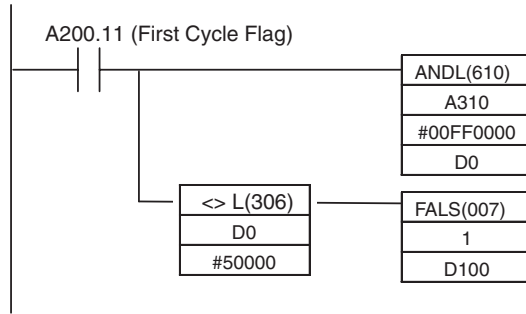 A200.11 (First Cycle Flag)
ANDL(610)
A310
#00FF0000
D0
<> L(306)
D0
#50000
FALS(007)
1
D100